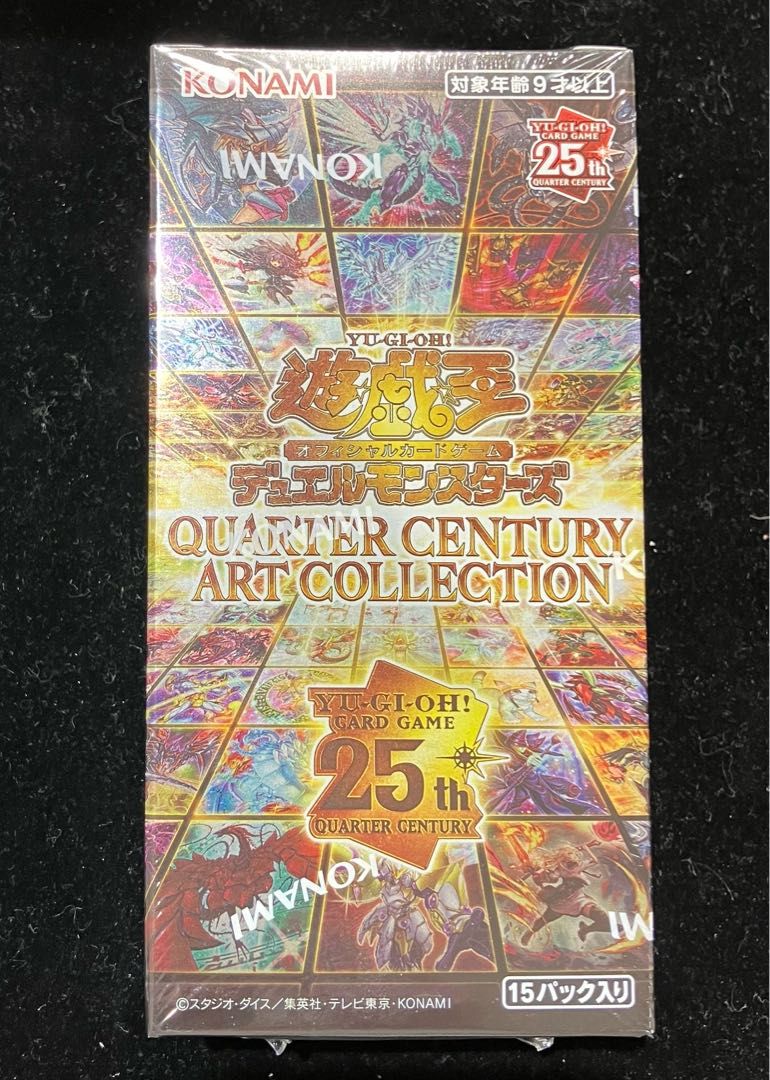 KONAMI
対象年齢9才以上
YU-GI-OH!
CARD GAME
25th
QUARTER CENTURY
KONAMI
YU-GI-OH!
遊☆戯☆王
オフィシャルカードゲーム
デュエルモンスターズ
KONAMI
K
QUARTER CENTURY
ART COLLECTION
YU-GI-OH!
CARD GAME
25th
QUARTER CENTURY
KONAMI
MI
15パック入り
©スタジオ・ダイス/集英社・テレビ東京・KONAMI